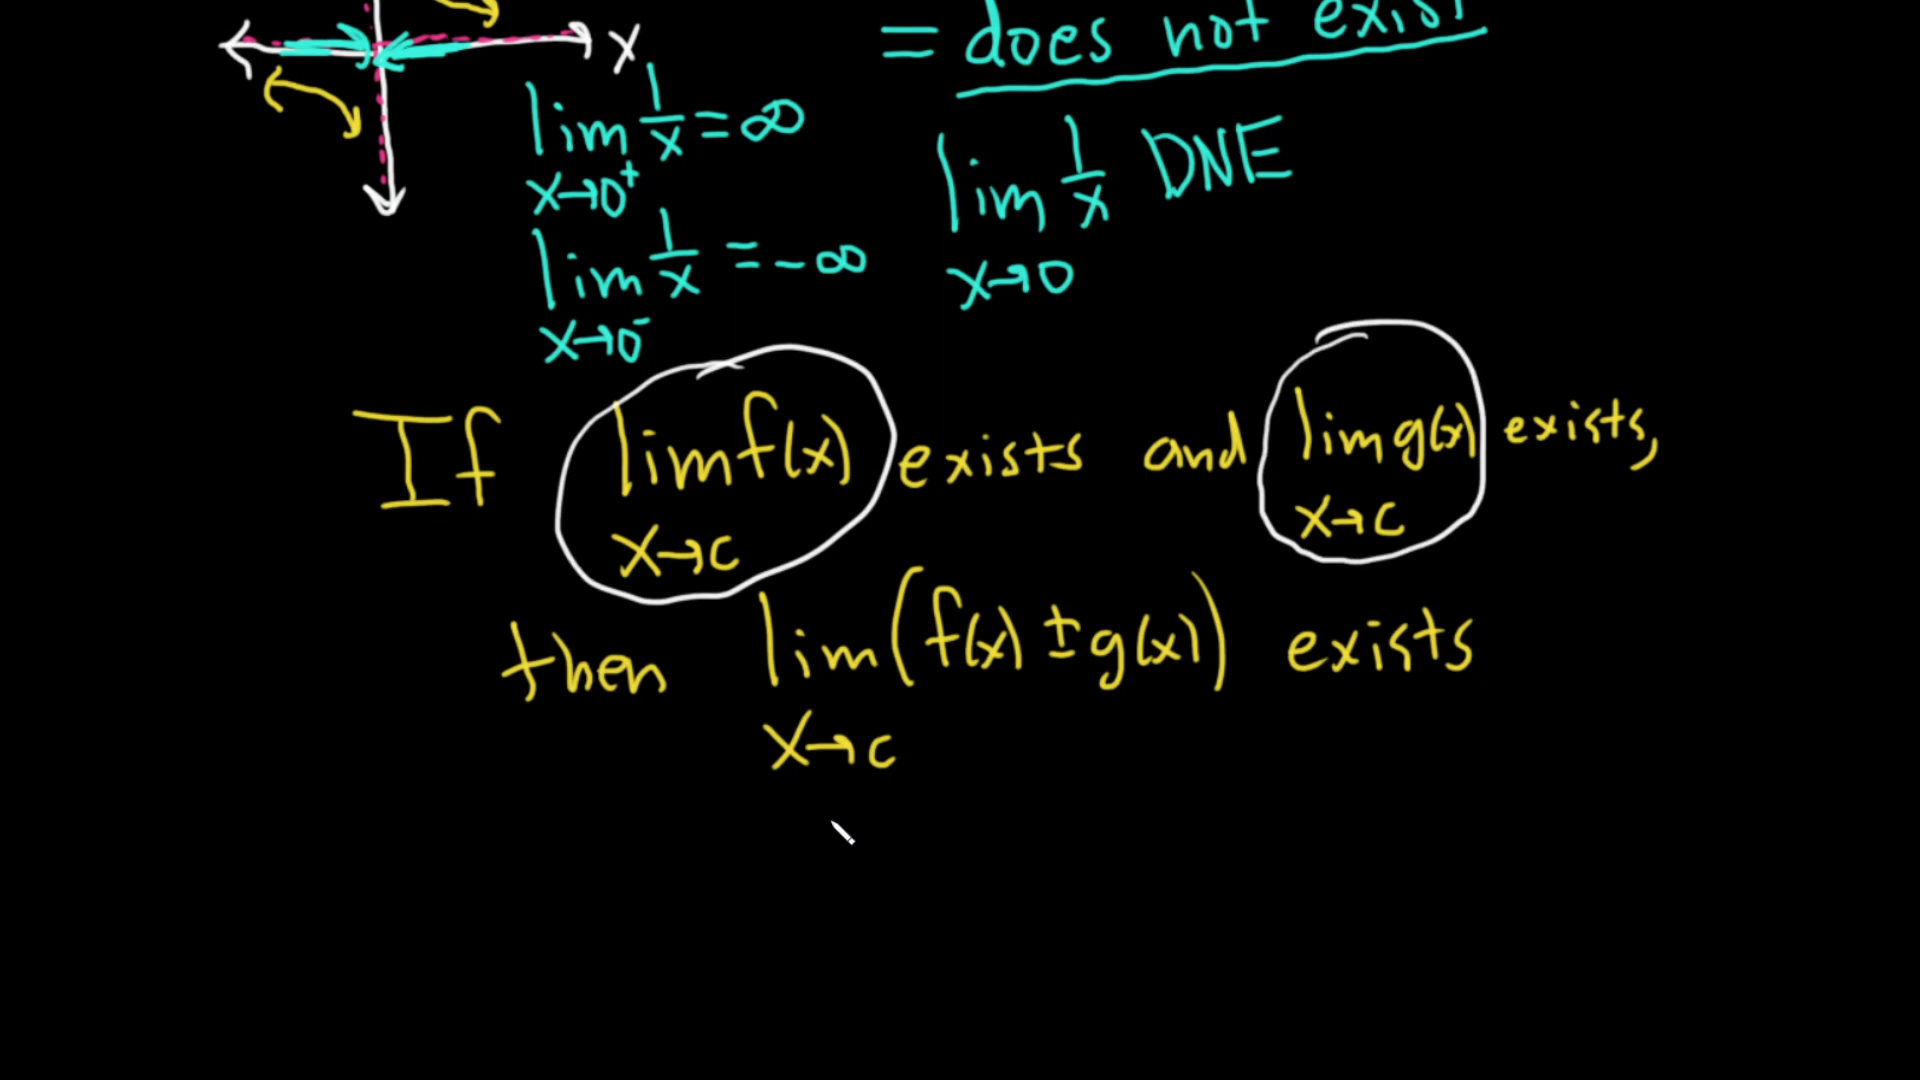 x
= does not exist
lim 1/x = ∞
x→0⁺
lim 1/x DNE
x→0
lim 1/x = -∞
x→0⁻
If lim f(x) exists and lim g(x) exists,
x→c x→c
then lim (f(x) ± g(x)) exists
x→c